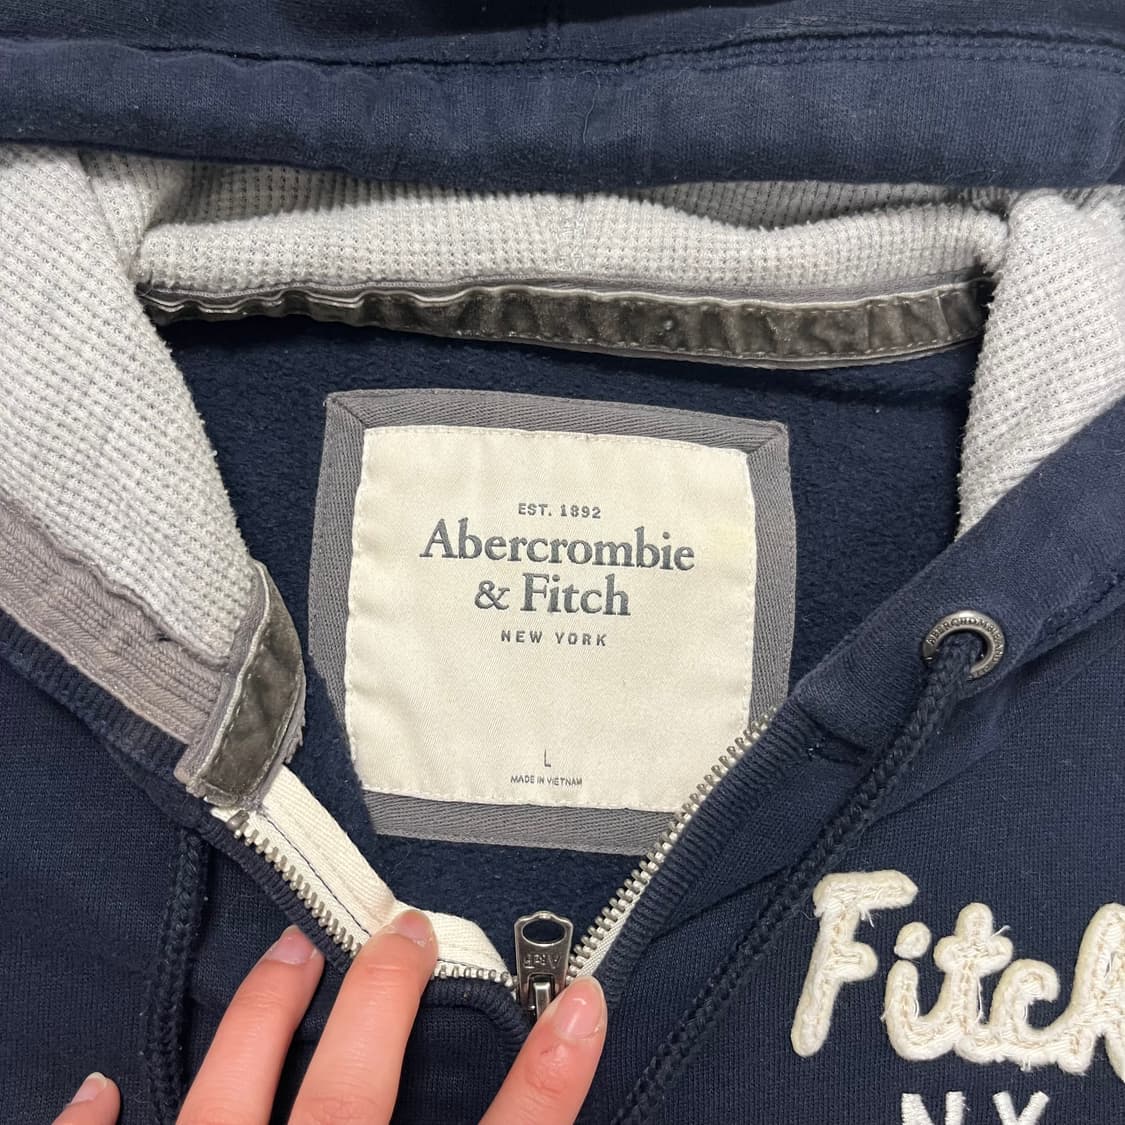 EST. 1892
Abercrombie
& Fitch
NEW YORK
L
MADE IN VIETNAM
Fitch
N.Y.